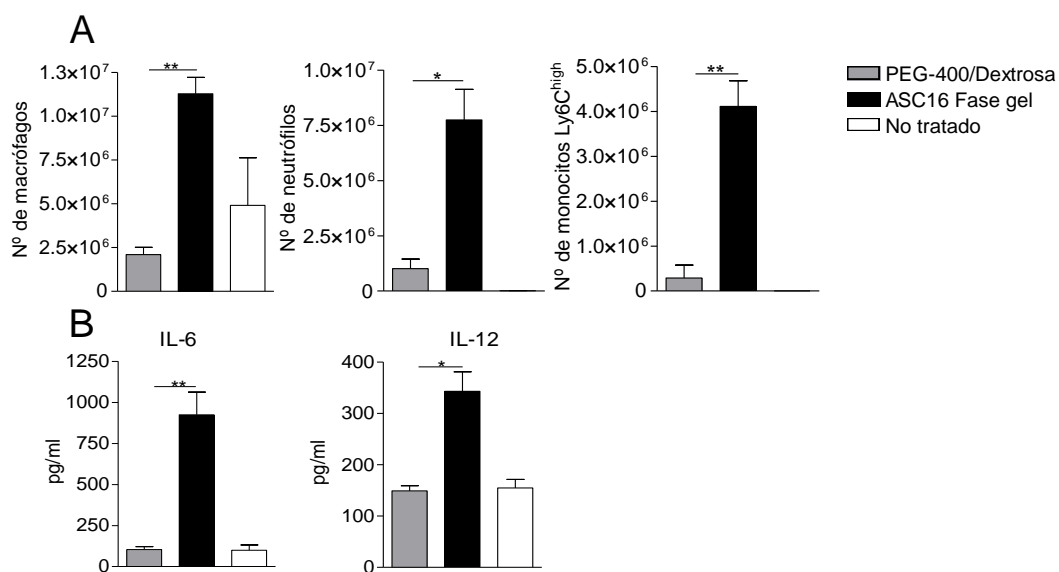 A
Nº de macrófagos
1.3×10⁷
1.0×10⁷
7.5×10⁶
5.0×10⁶
2.5×10⁶
0
**
Nº de neutrófilos
1.0×10⁷
7.5×10⁶
5.0×10⁶
2.5×10⁶
0
*
Nº de monocitos Ly6Cʰⁱᵍʰ
5.0×10⁶
4.0×10⁶
3.0×10⁶
2.0×10⁶
1.0×10⁶
0
**
PEG-400/Dextrosa
ASC16 Fase gel
No tratado
B
IL-6
pg/ml
1250
1000
750
500
250
0
**
IL-12
pg/ml
400
300
200
100
0
*